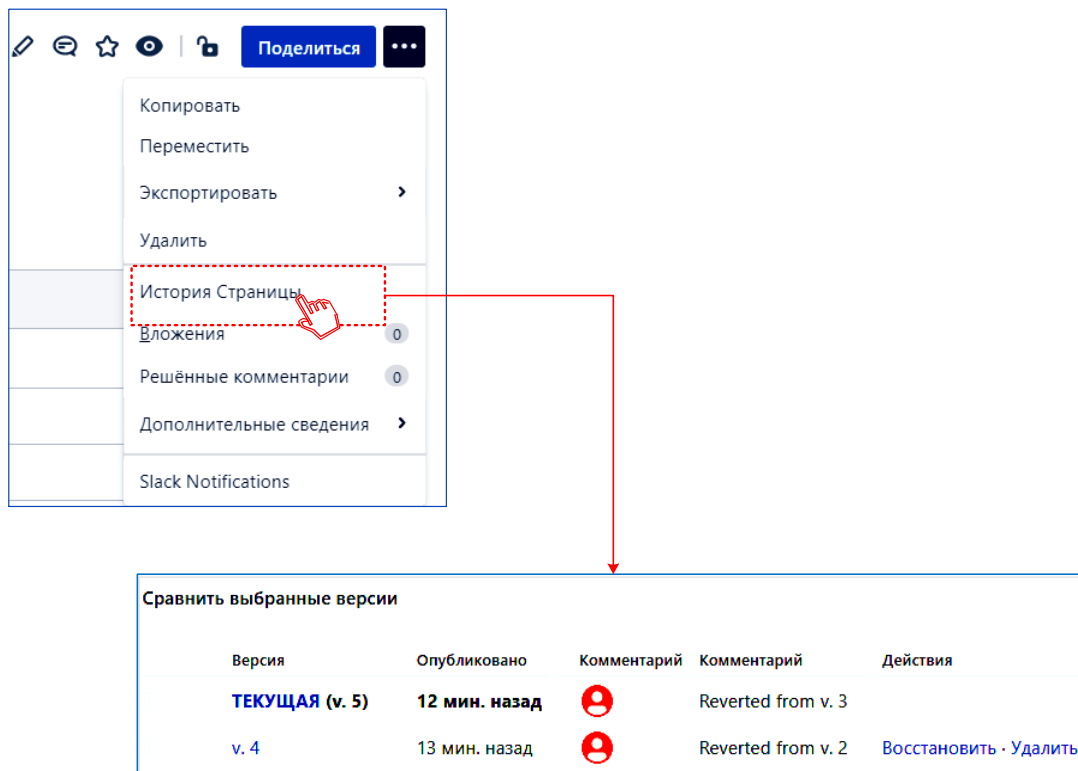 Поделиться
Копировать
Переместить
Экспортировать
Удалить
История Страницы
Вложения 0
Решённые комментарии 0
Дополнительные сведения
Slack Notifications
Сравнить выбранные версии
Версия Опубликовано Комментарий Комментарий Действия
ТЕКУЩАЯ (v. 5) 12 мин. назад Reverted from v. 3
v. 4 13 мин. назад Reverted from v. 2 Восстановить · Удалить